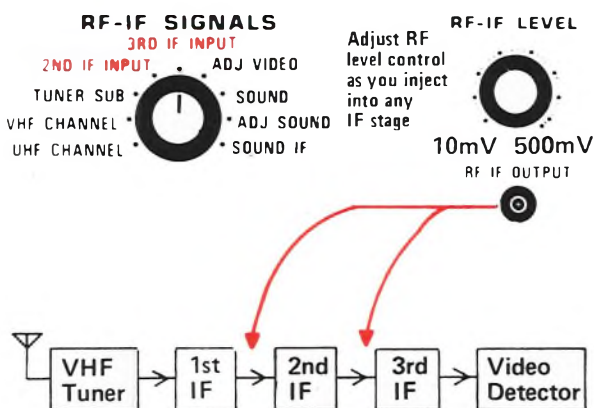 RF-IF SIGNALS
3RD IF INPUT
2ND IF INPUT
ADJ VIDEO
TUNER SUB
SOUND
VHF CHANNEL
ADJ SOUND
UHF CHANNEL
SOUND IF
Adjust RF
level control
as you inject
into any
IF stage
RF-IF LEVEL
10mV 500mV
RF IF OUTPUT
VHF
Tuner
1st
IF
2nd
IF
3rd
IF
Video
Detector